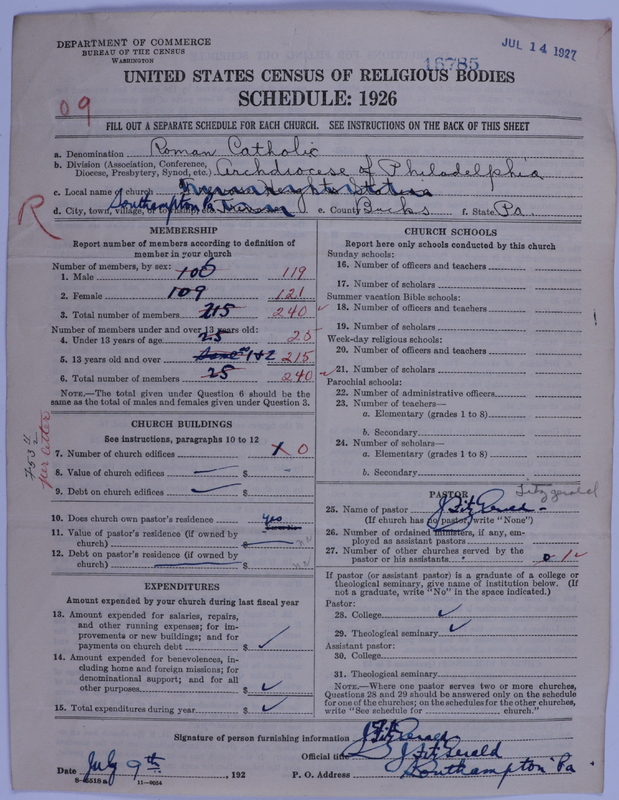 DEPARTMENT OF COMMERCE
BUREAU OF THE CENSUS
WASHINGTON
JUL 14 1927
46785
UNITED STATES CENSUS OF RELIGIOUS BODIES
SCHEDULE: 1926
09
FILL OUT A SEPARATE SCHEDULE FOR EACH CHURCH. SEE INSTRUCTIONS ON THE BACK OF THIS SHEET
a. Denomination Roman Catholic
b. Division (Association, Conference, Diocese, Presbytery, Synod, etc.) Archdiocese of Philadelphia
c. Local name of church
R
d. City, town, village, or Southampton Pa e. County Bucks f. State Pa.
MEMBERSHIP
Report number of members according to definition of member in your church
Number of members, by sex:
1. Male 106 119
2. Female 109 121
3. Total number of members 215 240
Number of members under and over 13 years old:
4. Under 13 years of age 25 25
5. 13 years old and over 1+2 215
6. Total number of members 25 240
NOTE.—The total given under Question 6 should be the same as the total of males and females given under Question 3.
CHURCH BUILDINGS
See instructions, paragraphs 10 to 12
7. Number of church edifices 0
8. Value of church edifices $
9. Debt on church edifices $
10. Does church own pastor's residence yes
11. Value of pastor's residence (if owned by church) $
12. Debt on pastor's residence (if owned by church) $
EXPENDITURES
Amount expended by your church during last fiscal year
13. Amount expended for salaries, repairs, and other running expenses; for improvements or new buildings; and for payments on church debt $
14. Amount expended for benevolences, including home and foreign missions; for denominational support; and for all other purposes $
15. Total expenditures during year $
CHURCH SCHOOLS
Report here only schools conducted by this church
Sunday schools:
16. Number of officers and teachers
17. Number of scholars
Summer vacation Bible schools:
18. Number of officers and teachers
19. Number of scholars
Week-day religious schools:
20. Number of officers and teachers
21. Number of scholars
Parochial schools:
22. Number of administrative officers
23. Number of teachers—
a. Elementary (grades 1 to 8)
b. Secondary
24. Number of scholars—
a. Elementary (grades 1 to 8)
b. Secondary
PASTOR
Fitzgerald
25. Name of pastor J FitzGerald
(If church has no pastor, write "None")
26. Number of ordained ministers, if any, employed as assistant pastors
27. Number of other churches served by the pastor or his assistants 1
If pastor (or assistant pastor) is a graduate of a college or theological seminary, give name of institution below. (If not a graduate, write "No" in the space indicated.)
Pastor:
28. College
29. Theological seminary
Assistant pastor:
30. College
31. Theological seminary
NOTE.—Where one pastor serves two or more churches, Questions 28 and 29 should be answered only on the schedule for one of the churches; on the schedules for the other churches, write "See schedule for church."
Signature of person furnishing information J FitzGerald
Official title J FitzGerald
Date July 9th, 192 P. O. Address Southampton Pa
8-6518a 11-9054
per letter